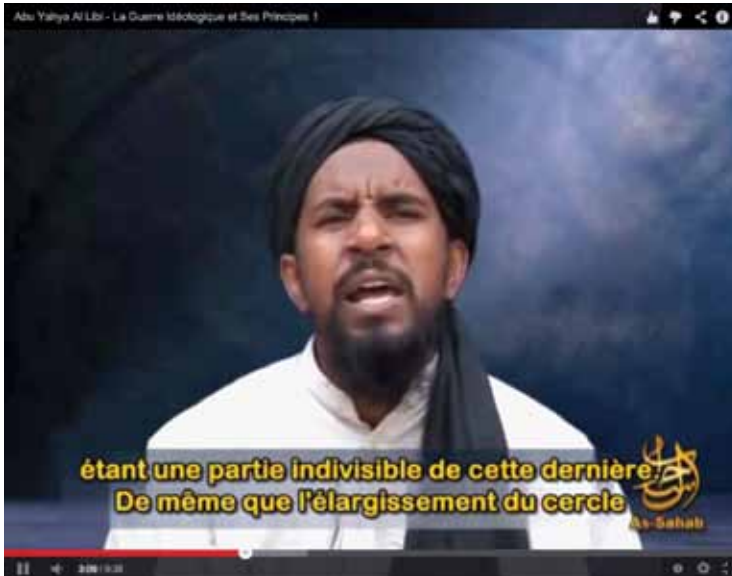 Abu Yahya Al Libi - La Guerre Idéologique et Ses Principes 1
étant une partie indivisible de cette dernière
De même que l'élargissement du cercle
السحاب
As-Sahab